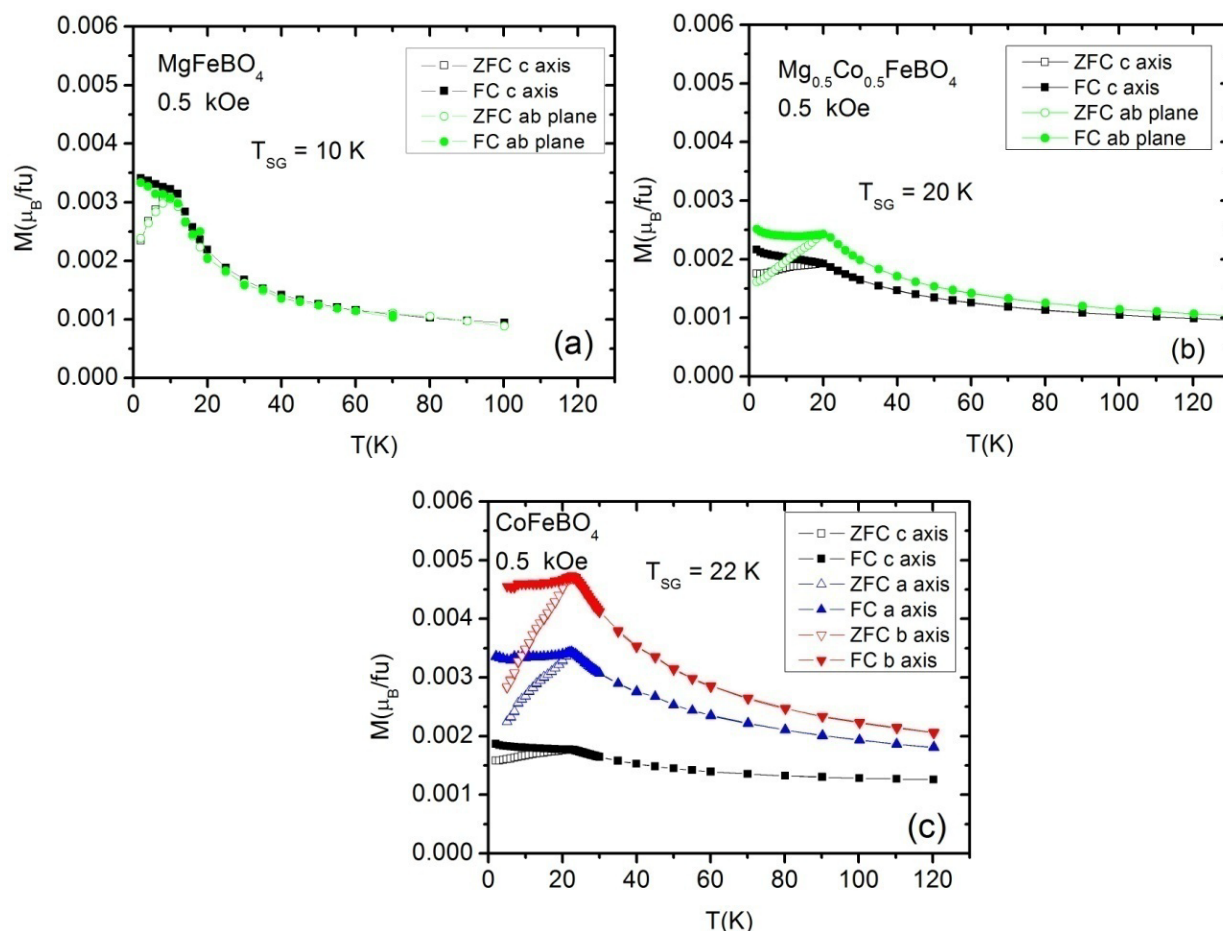 0.006
0.005
0.004
0.003
0.002
0.001
0.000
M(μB/fu)
MgFeBO4
0.5 kOe
TSG = 10 K
ZFC c axis
FC c axis
ZFC ab plane
FC ab plane
(a)
0 20 40 60 80 100 120
T(K)
0.006
0.005
0.004
0.003
0.002
0.001
0.000
M(μB/fu)
Mg0.5Co0.5FeBO4
0.5 kOe
TSG = 20 K
ZFC c axis
FC c axis
ZFC ab plane
FC ab plane
(b)
0 20 40 60 80 100 120
T(K)
0.006
0.005
0.004
0.003
0.002
0.001
0.000
M(μB/fu)
CoFeBO4
0.5 kOe
TSG = 22 K
ZFC c axis
FC c axis
ZFC a axis
FC a axis
ZFC b axis
FC b axis
(c)
0 20 40 60 80 100 120
T(K)